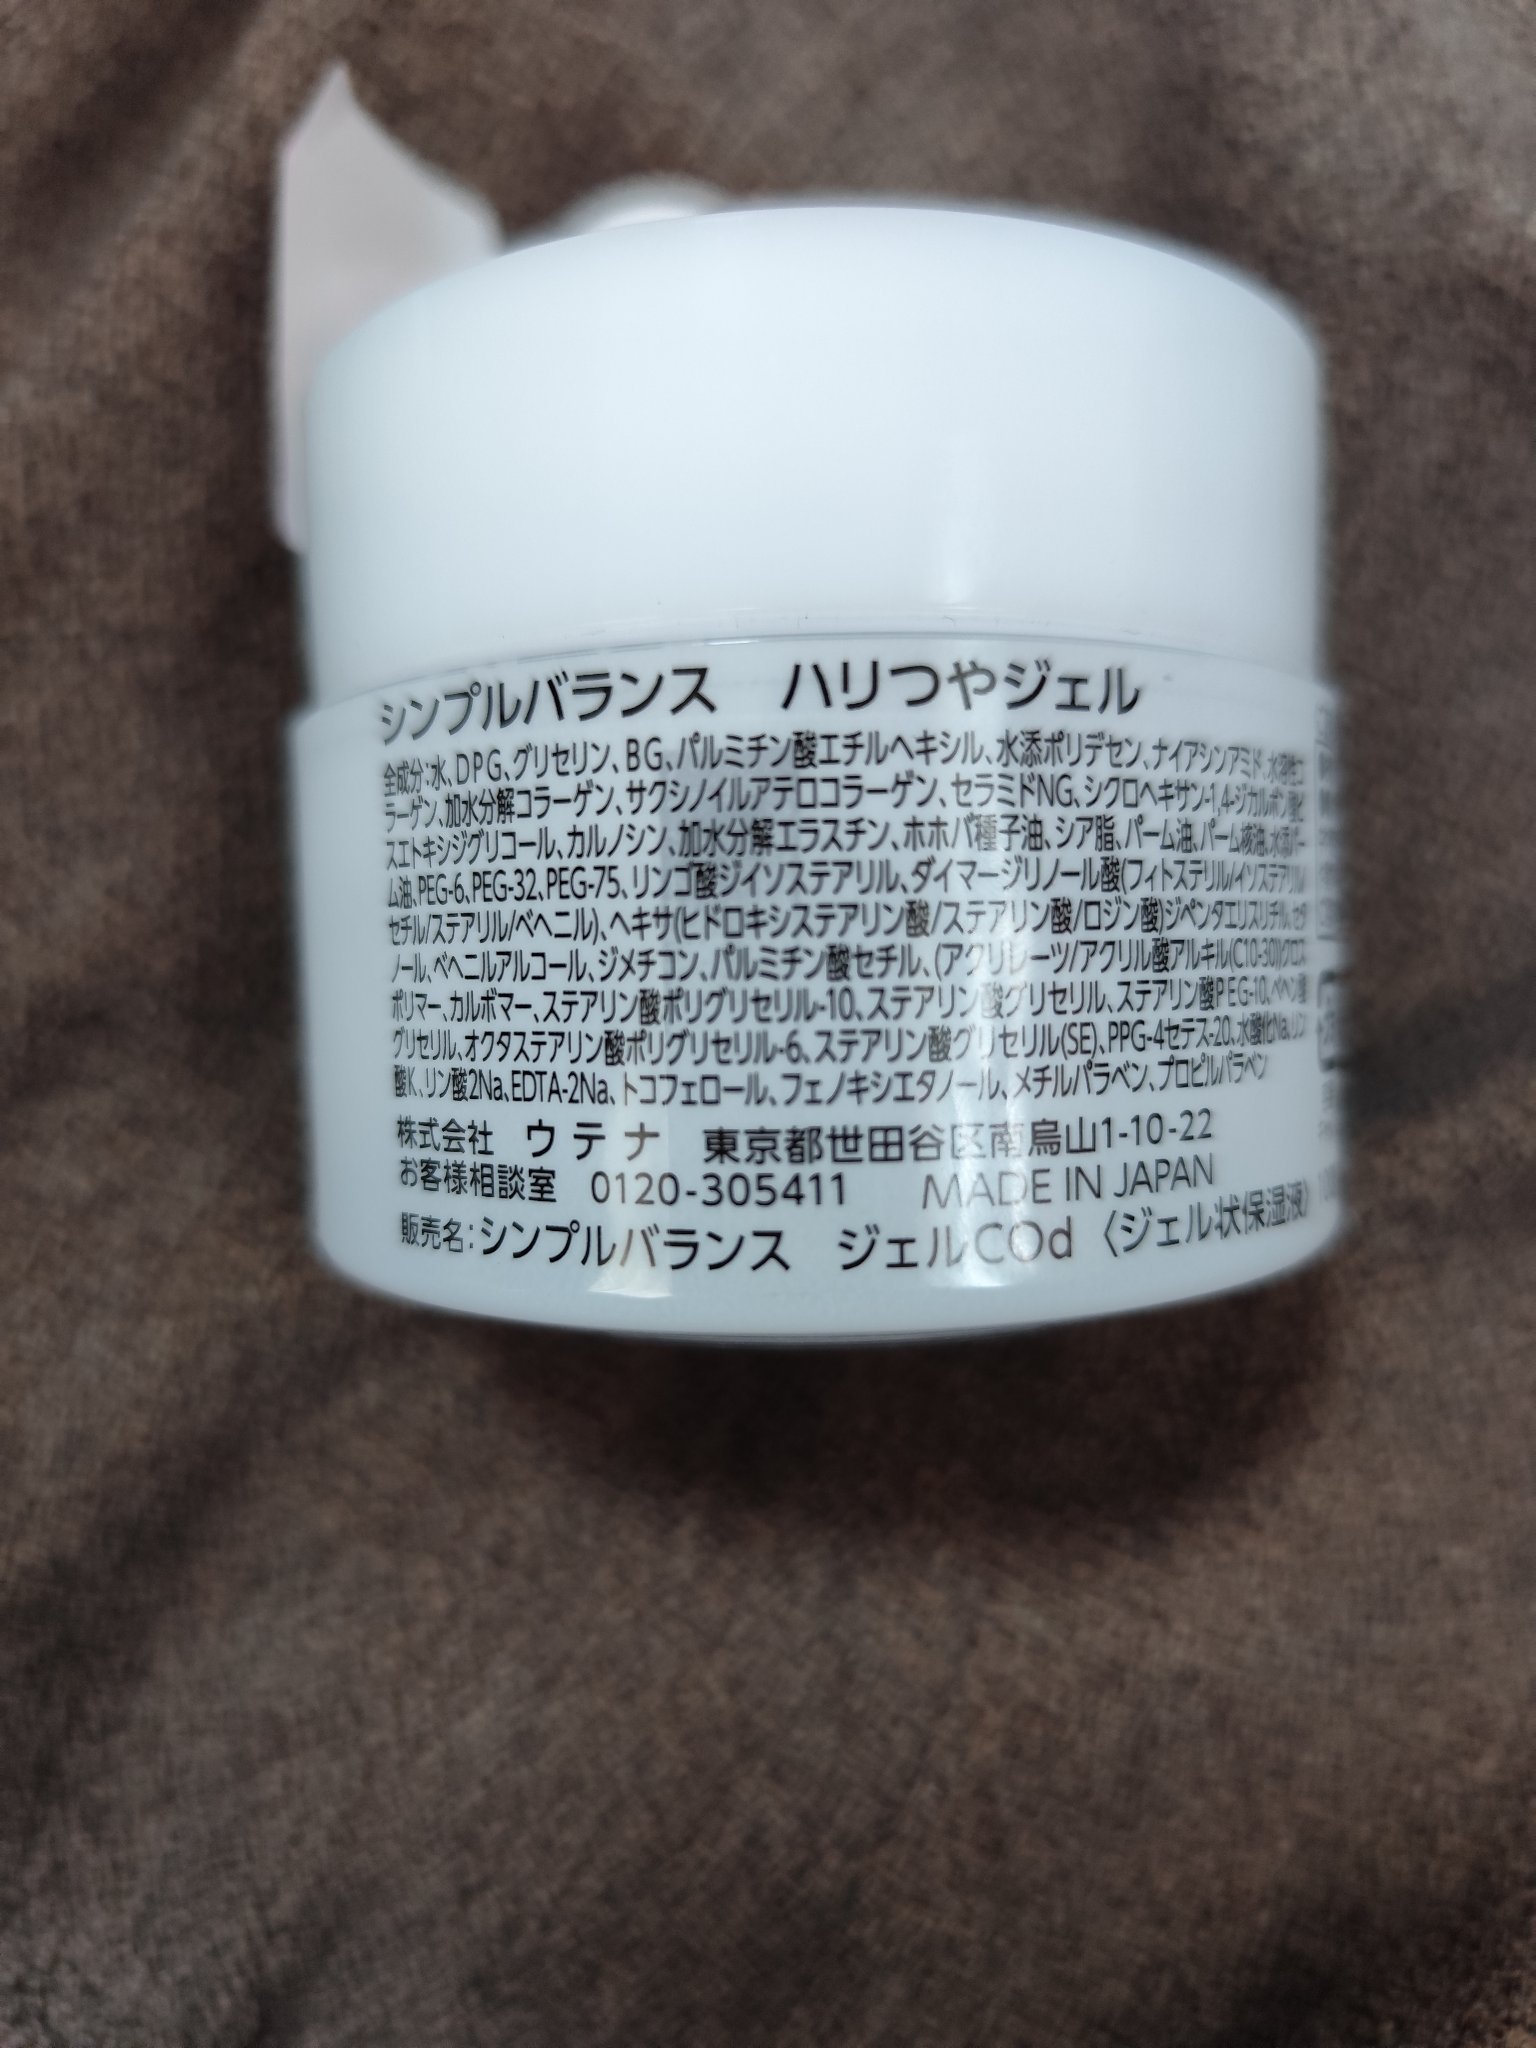 シンプルバランス　ハリつやジェル
全成分:水、DPG、グリセリン、BG、パルミチン酸エチルヘキシル、水添ポリデセン、ナイアシンアミド、水溶性コ
ラーゲン、加水分解コラーゲン、サクシノイルアテロコラーゲン、セラミドNG、シクロヘキサン-1,4-ジカルボン酸ビ
スエトキシジグリコール、カルノシン、加水分解エラスチン、ホホバ種子油、シア脂、パーム油、パーム核油、水添パー
ム油、PEG-6、PEG-32、PEG-75、リンゴ酸ジイソステアリル、ダイマージリノール酸(フィトステリル/イソステアリル/
セチル/ステアリル/ベヘニル)、ヘキサ(ヒドロキシステアリン酸/ステアリン酸/ロジン酸)ジペンタエリスリチル、セタ
ノール、ベヘニルアルコール、ジメチコン、パルミチン酸セチル、(アクリレーツ/アクリル酸アルキル(C10-30))クロス
ポリマー、カルボマー、ステアリン酸ポリグリセリル-10、ステアリン酸グリセリル、ステアリン酸PEG-10、ベヘン酸
グリセリル、オクタステアリン酸ポリグリセリル-6、ステアリン酸グリセリル(SE)、PPG-4セテス-20、水酸化Na、リン
酸K、リン酸2Na、EDTA-2Na、トコフェロール、フェノキシエタノール、メチルパラベン、プロピルパラベン
株式会社　ウテナ　東京都世田谷区南烏山1-10-22
お客様相談室　0120-305411　MADE IN JAPAN
販売名:シンプルバランス　ジェルCOd　〈ジェル状保湿液〉